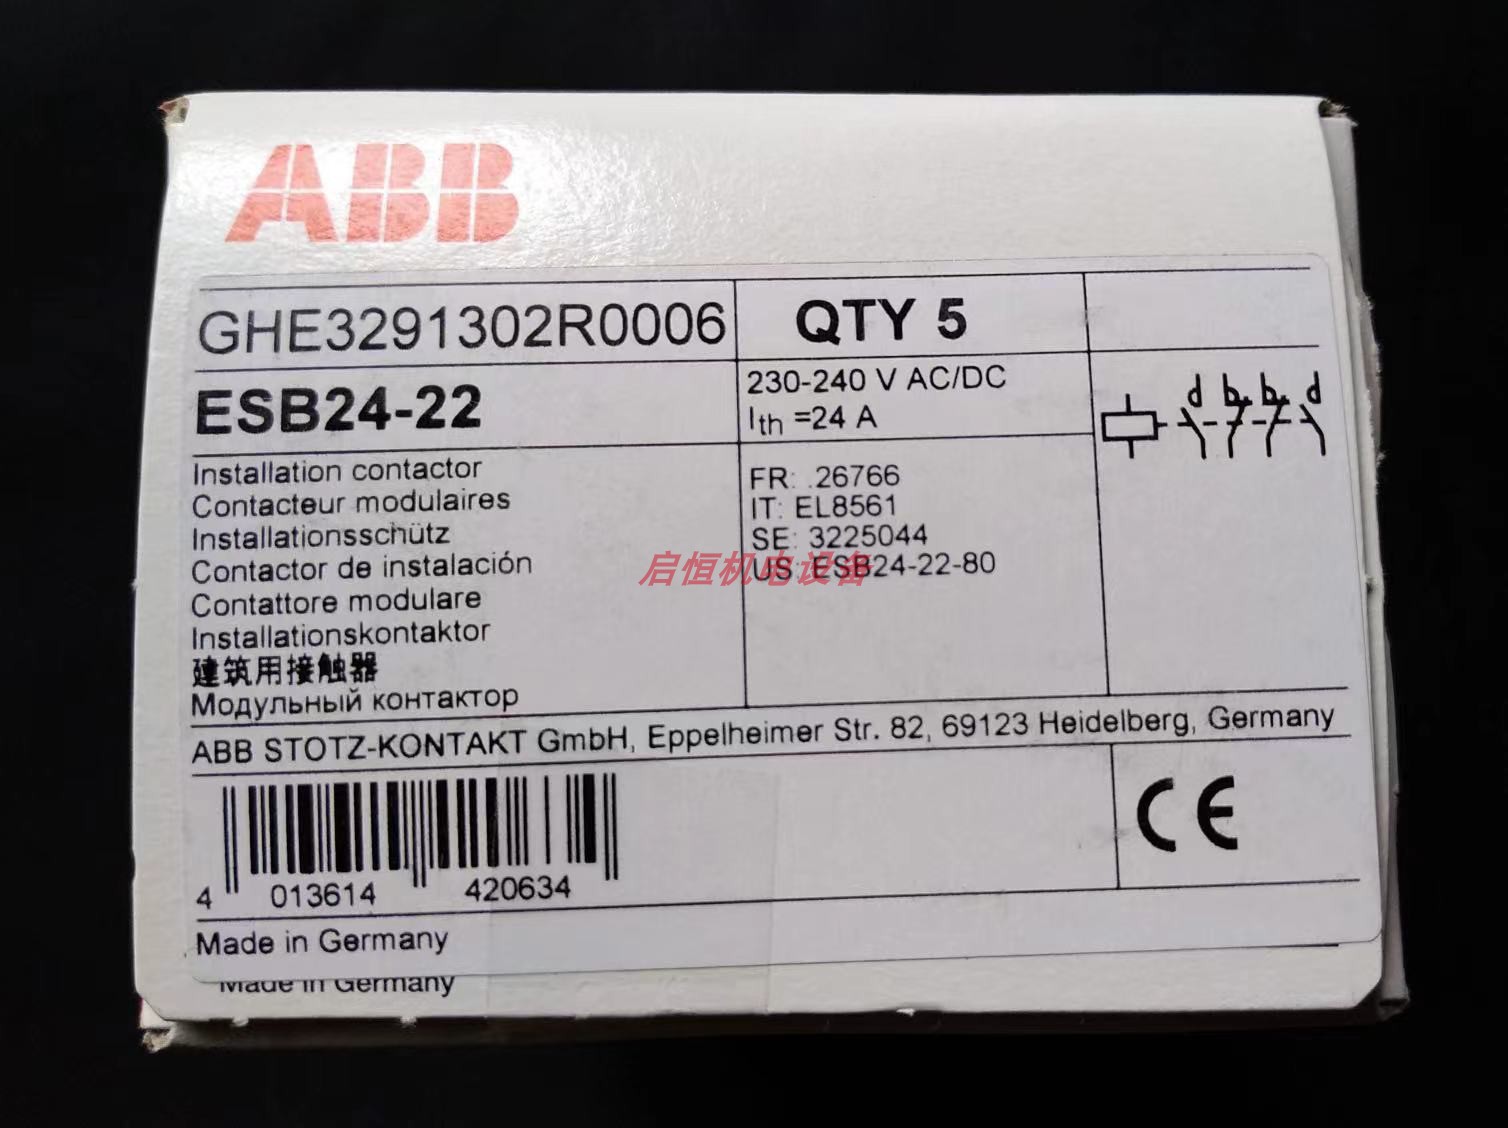 ABB
GHE3291302R0006
QTY 5
ESB24-22
230-240 V AC/DC
Ith =24 A
d b b d
Installation contactor
Contacteur modulaires
Installationsschütz
Contactor de instalación
Contattore modulare
Installationskontaktor
建筑用接触器
Модульный контактор
FR: .26766
IT: EL8561
SE: 3225044
US: ESB24-22-80
启恒机电设备
ABB STOTZ-KONTAKT GmbH, Eppelheimer Str. 82, 69123 Heidelberg, Germany
4 013614 420634
CE
Made in Germany
Made in Germany